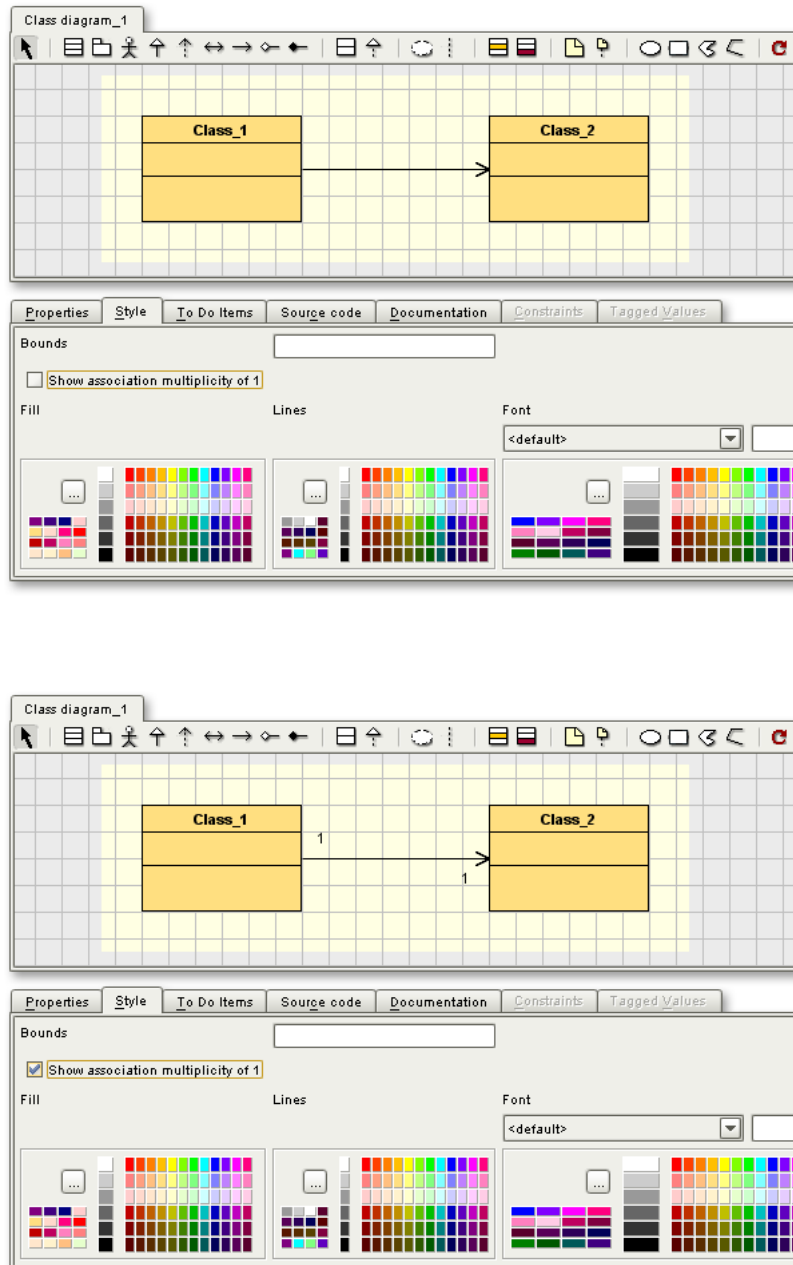 Class diagram_1
Class_1 Class_2
Properties Style To Do Items Source code Documentation Constraints Tagged Values
Bounds
Show association multiplicity of 1
Fill Lines Font
<default>
... ... ...
Class diagram_1
Class_1 Class_2
1
1
Properties Style To Do Items Source code Documentation Constraints Tagged Values
Bounds
Show association multiplicity of 1
Fill Lines Font
<default>
... ... ...